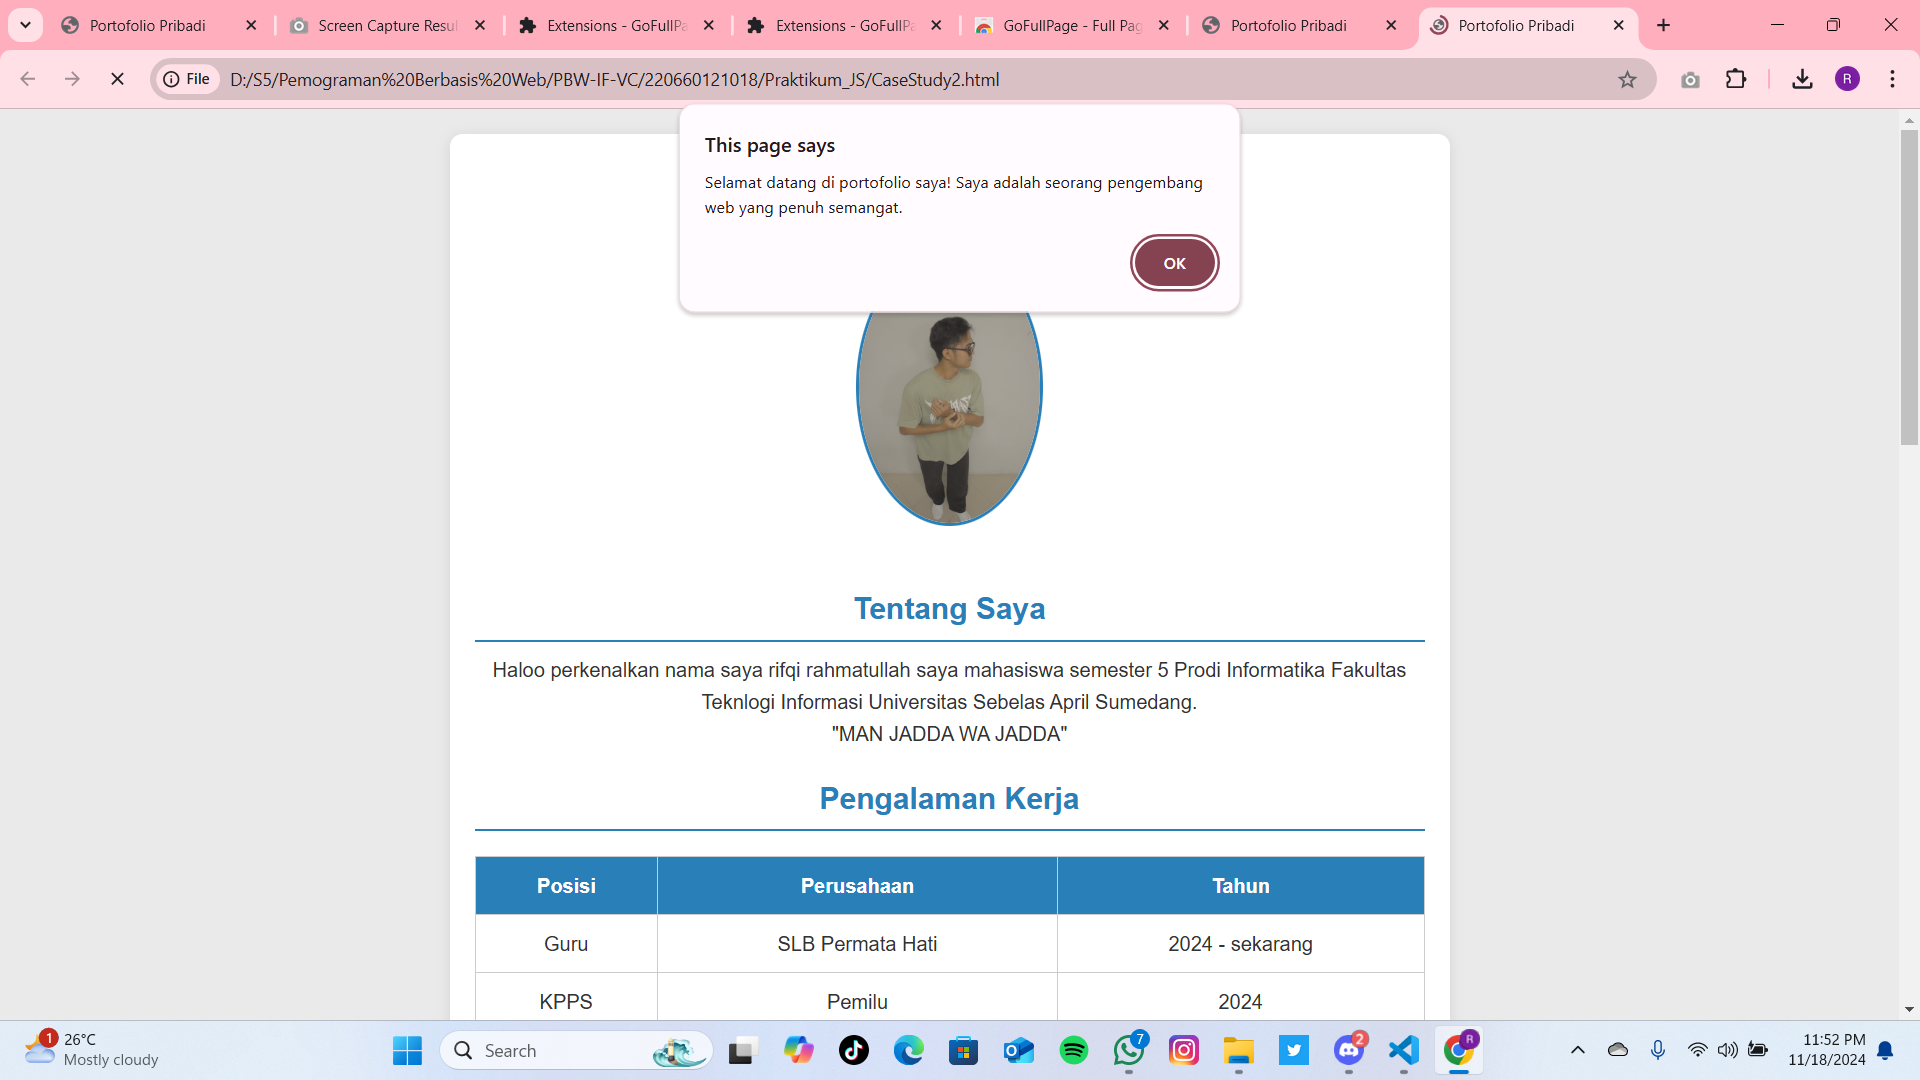 Portofolio Pribadi
Screen Capture Resul
Extensions - GoFullPa
Extensions - GoFullPa
GoFullPage - Full Pag
Portofolio Pribadi
Portofolio Pribadi
File
D:/S5/Pemograman%20Berbasis%20Web/PBW-IF-VC/220660121018/Praktikum_JS/CaseStudy2.html
R
This page says
Selamat datang di portofolio saya! Saya adalah seorang pengembang
web yang penuh semangat.
OK
Tentang Saya
Haloo perkenalkan nama saya rifqi rahmatullah saya mahasiswa semester 5 Prodi Informatika Fakultas
Teknlogi Informasi Universitas Sebelas April Sumedang.
"MAN JADDA WA JADDA"
Pengalaman Kerja
Posisi Perusahaan Tahun
Guru SLB Permata Hati 2024 - sekarang
KPPS Pemilu 2024
1
26°C
Mostly cloudy
Search
7
2
R
11:52 PM
11/18/2024